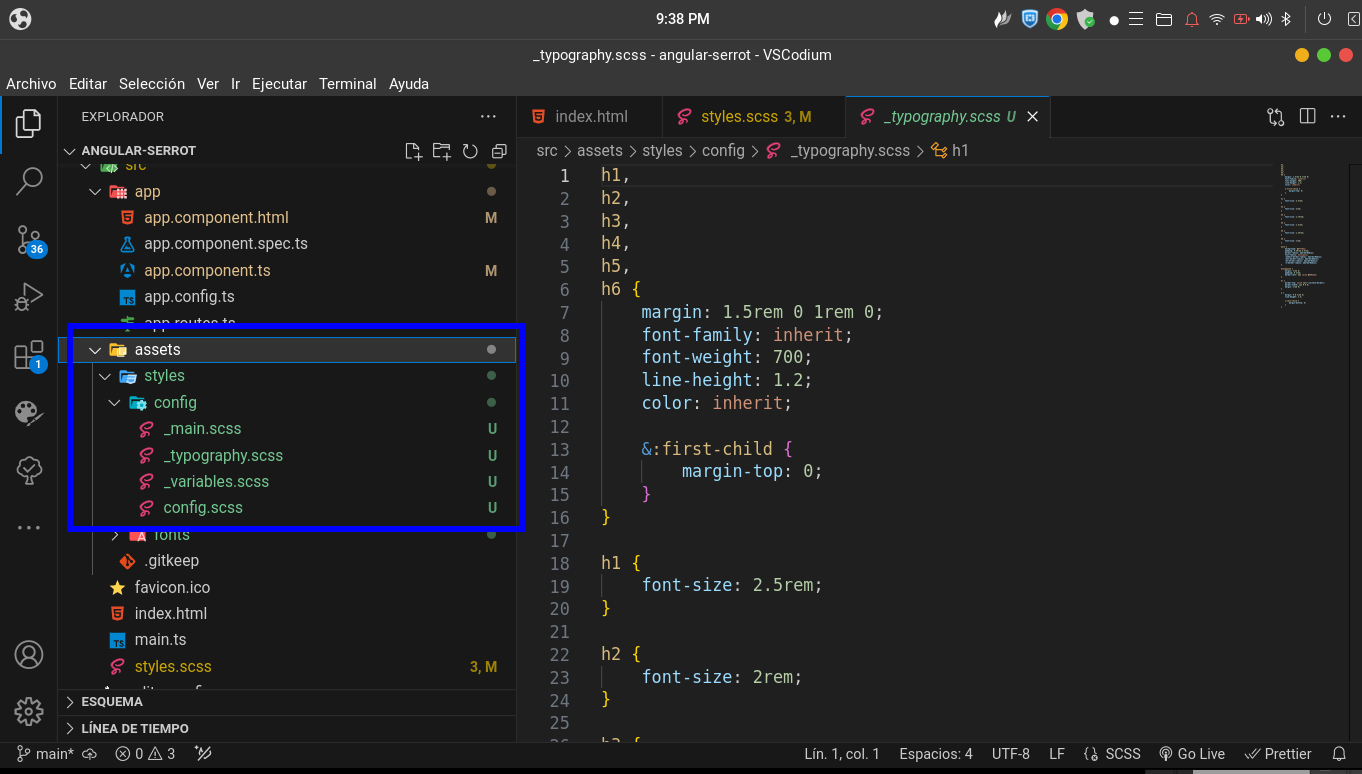 9:38 PM
_typography.scss - angular-serrot - VSCodium
Archivo Editar Selección Ver Ir Ejecutar Terminal Ayuda
EXPLORADOR
index.html
styles.scss 3, M
_typography.scss U
ANGULAR-SERROT
src > assets > styles > config > _typography.scss > h1
src
app
app.component.html M
app.component.spec.ts
app.component.ts M
TS app.config.ts
app.routes.ts
assets
styles
config
_main.scss U
_typography.scss U
_variables.scss U
config.scss U
fonts
.gitkeep
favicon.ico
index.html
TS main.ts
styles.scss 3, M
ESQUEMA
LÍNEA DE TIEMPO
36
1
1 h1,
2 h2,
3 h3,
4 h4,
5 h5,
6 h6 {
7 margin: 1.5rem 0 1rem 0;
8 font-family: inherit;
9 font-weight: 700;
10 line-height: 1.2;
11 color: inherit;
12
13 &:first-child {
14 margin-top: 0;
15 }
16 }
17
18 h1 {
19 font-size: 2.5rem;
20 }
21
22 h2 {
23 font-size: 2rem;
24 }
25
26 h3 {
main* 0 3 Lín. 1, col. 1 Espacios: 4 UTF-8 LF SCSS Go Live Prettier